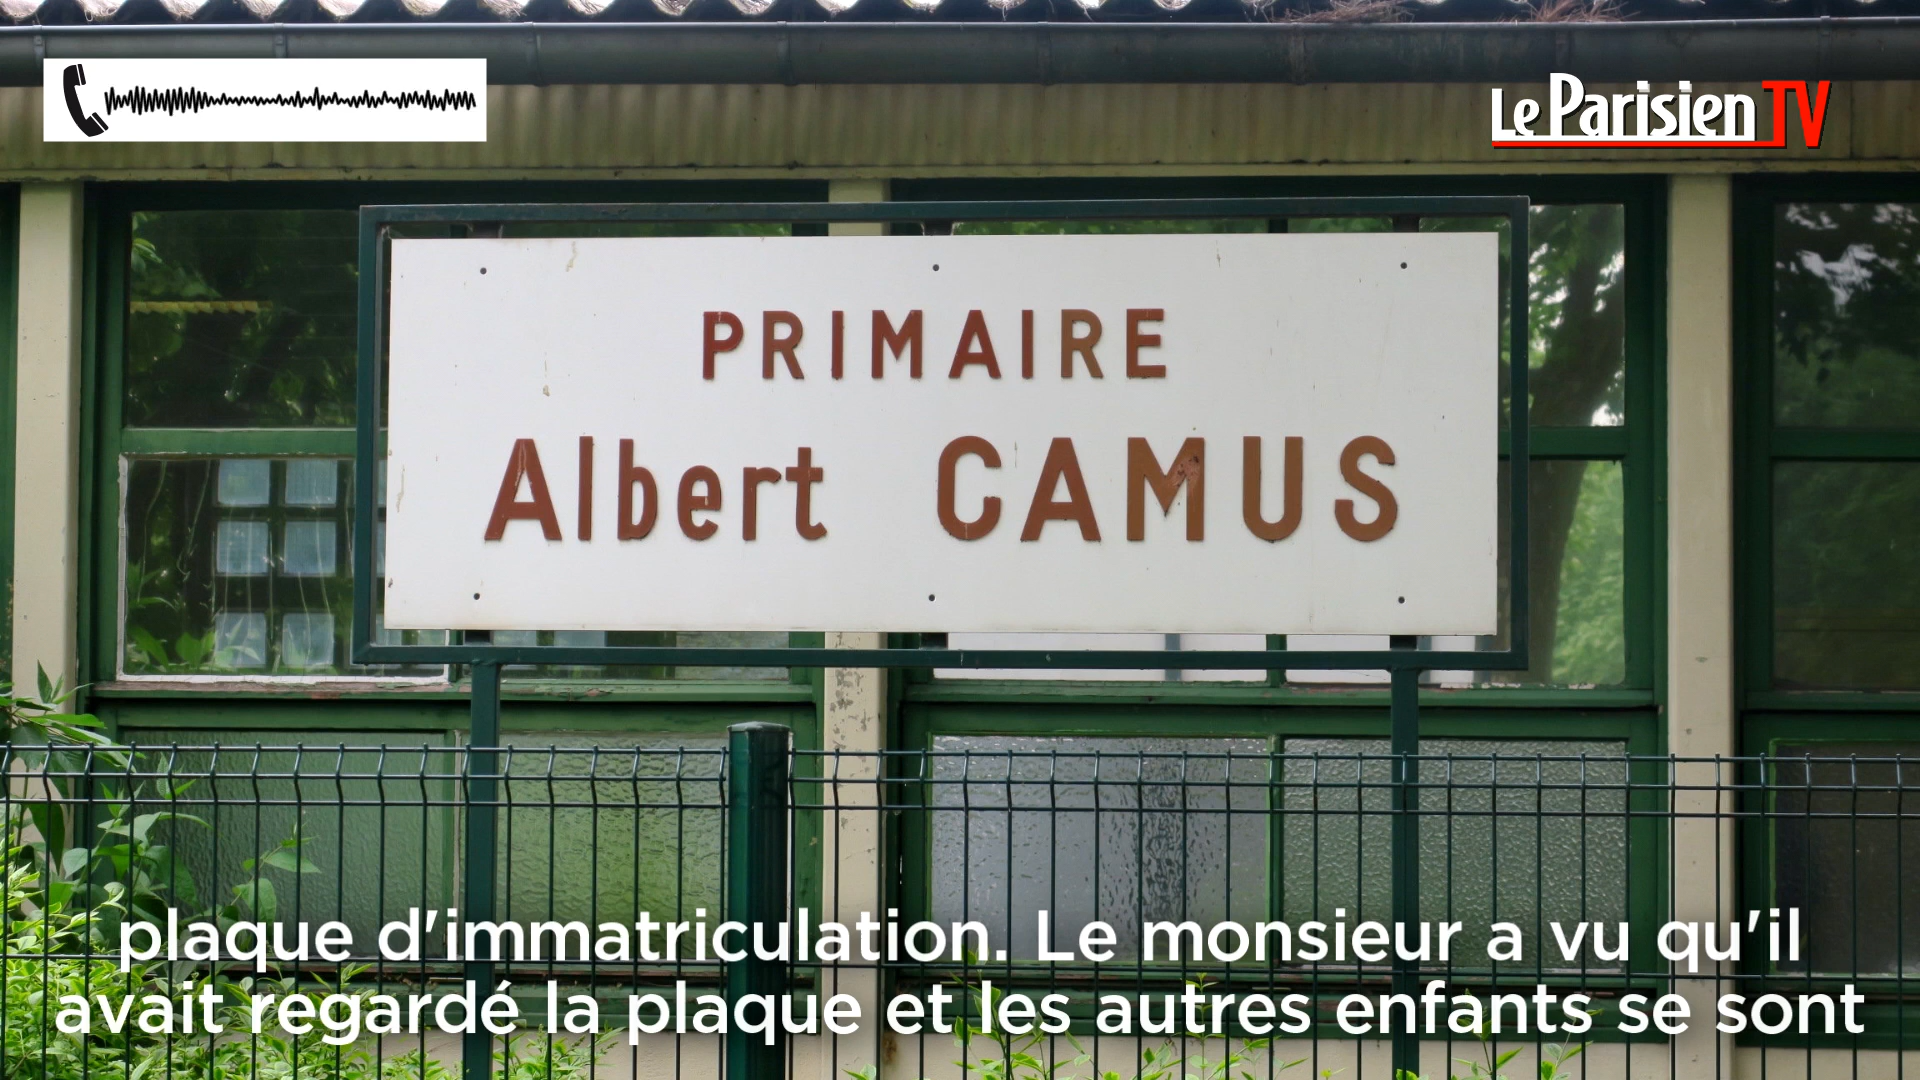 Le Parisien TV
PRIMAIRE
Albert CAMUS
plaque d'immatriculation. Le monsieur a vu qu'il
avait regardé la plaque et les autres enfants se sont